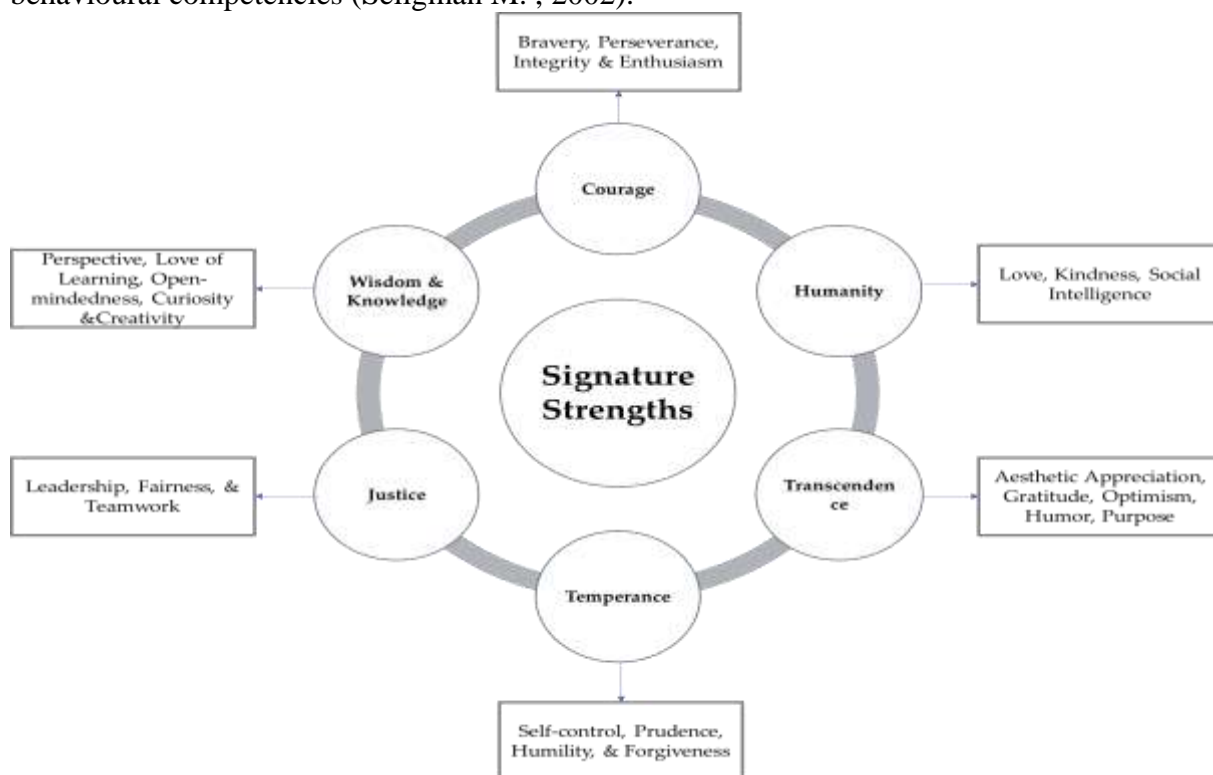 behavioural competencies (Seligman M. , 2002).
Bravery, Perseverance,
Integrity & Enthusiasm
Courage
Perspective, Love of
Learning, Open-
mindedness, Curiosity
&Creativity
Wisdom &
Knowledge
Humanity
Love, Kindness, Social
Intelligence
Signature
Strengths
Leadership, Fairness, &
Teamwork
Justice
Transcenden
ce
Aesthetic Appreciation,
Gratitude, Optimism,
Humor, Purpose
Temperance
Self-control, Prudence,
Humility, & Forgiveness